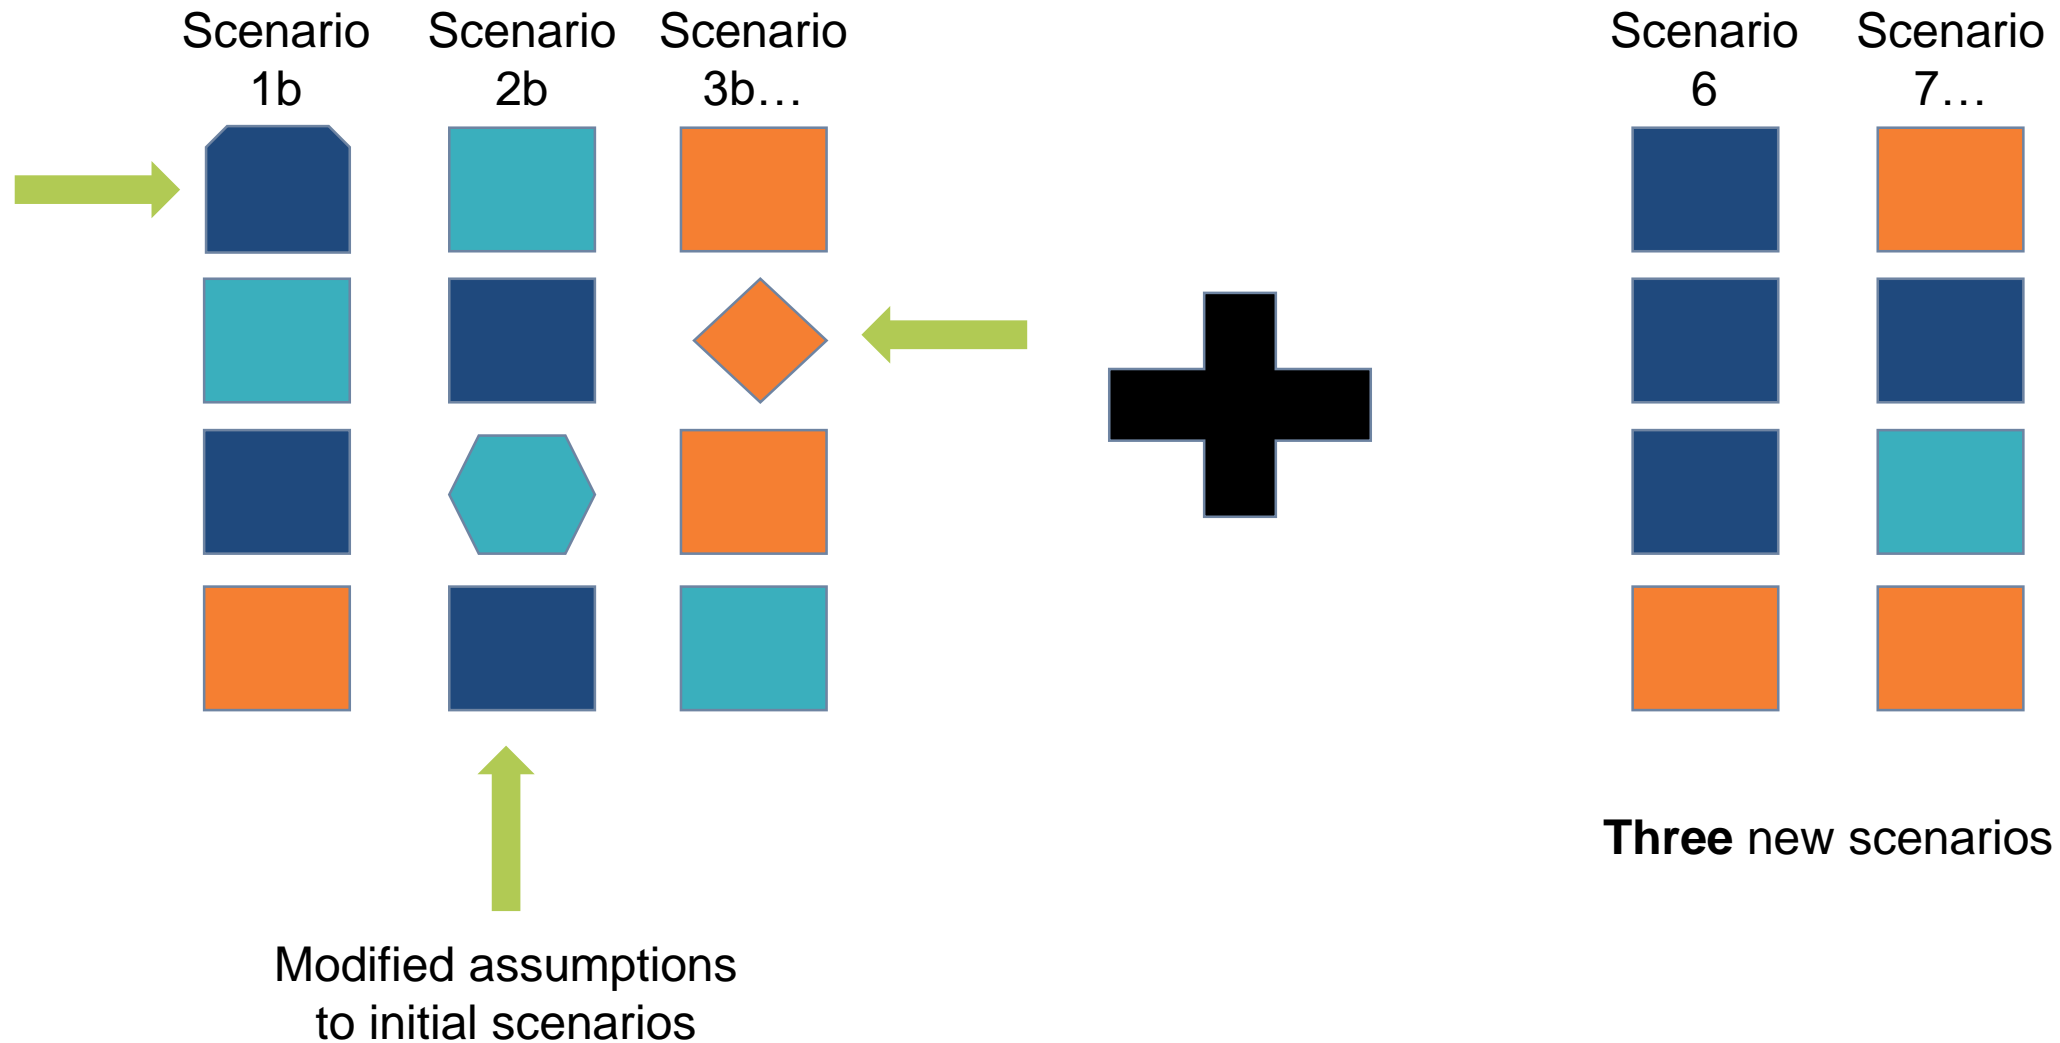 Scenario
1b
Scenario
2b
Scenario
3b…
Scenario
6
Scenario
7…
Three new scenarios
Modified assumptions
to initial scenarios